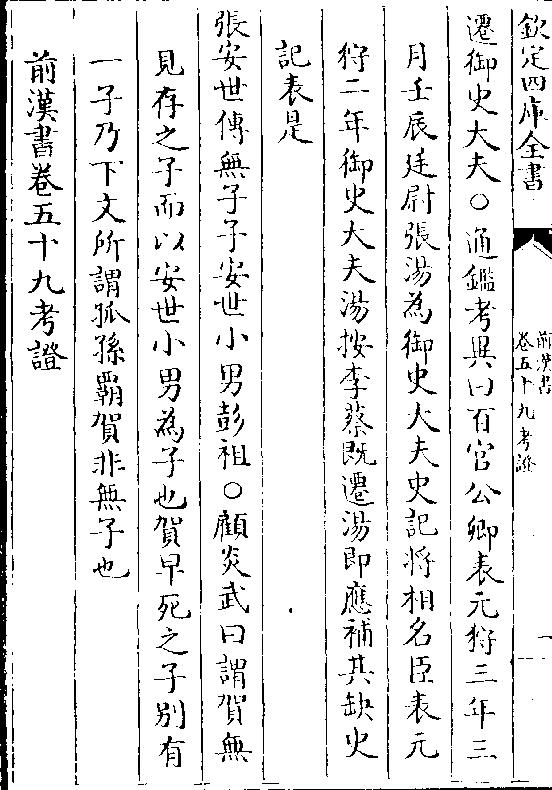 欽定四庫全書
前漢書
卷五十九考證
一
遷御史大夫○通鑑考異曰百官公卿表元狩三年三
月壬辰廷尉張湯為御史大夫史記將相名臣表元
狩二年御史大夫湯按李蔡既遷湯即應補其缺史
記表是
張安世傳無子子安世小男彭祖○顧炎武曰謂賀無
見存之子而以安世小男為子也賀早死之子別有
一子乃下文所謂孤孫霸賀非無子也
前漢書卷五十九考證